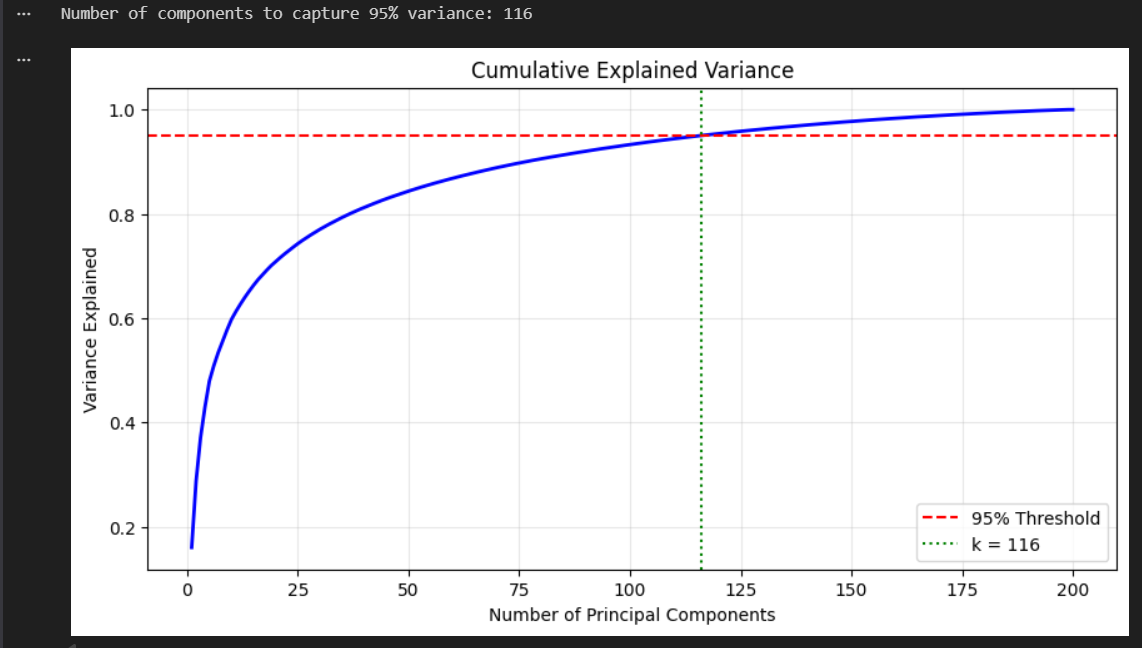 ... Number of components to capture 95% variance: 116
...
Cumulative Explained Variance
1.0
0.8
0.6
0.4
0.2
Variance Explained
95% Threshold
k = 116
0 25 50 75 100 125 150 175 200
Number of Principal Components